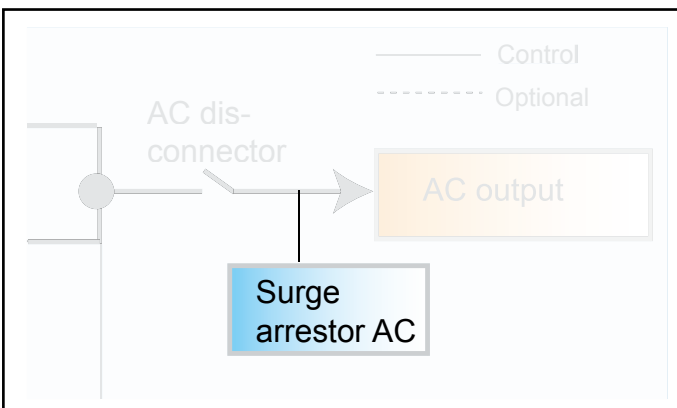 Control
Optional
AC dis-
connector
AC output
Surge
arrestor AC